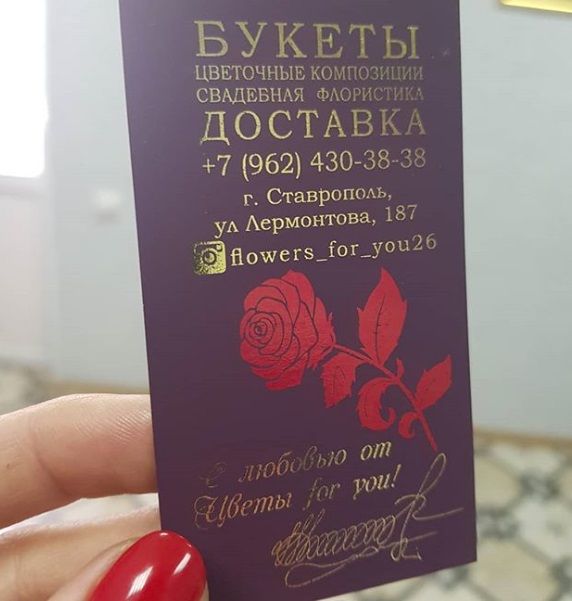 БУКЕТЫ
ЦВЕТОЧНЫЕ КОМПОЗИЦИИ
СВАДЕБНАЯ ФЛОРИСТИКА
ДОСТАВКА
+7 (962) 430-38-38
г. Ставрополь,
ул Лермонтова, 187
flowers_for_you26
С любовью от
Цветы for you!